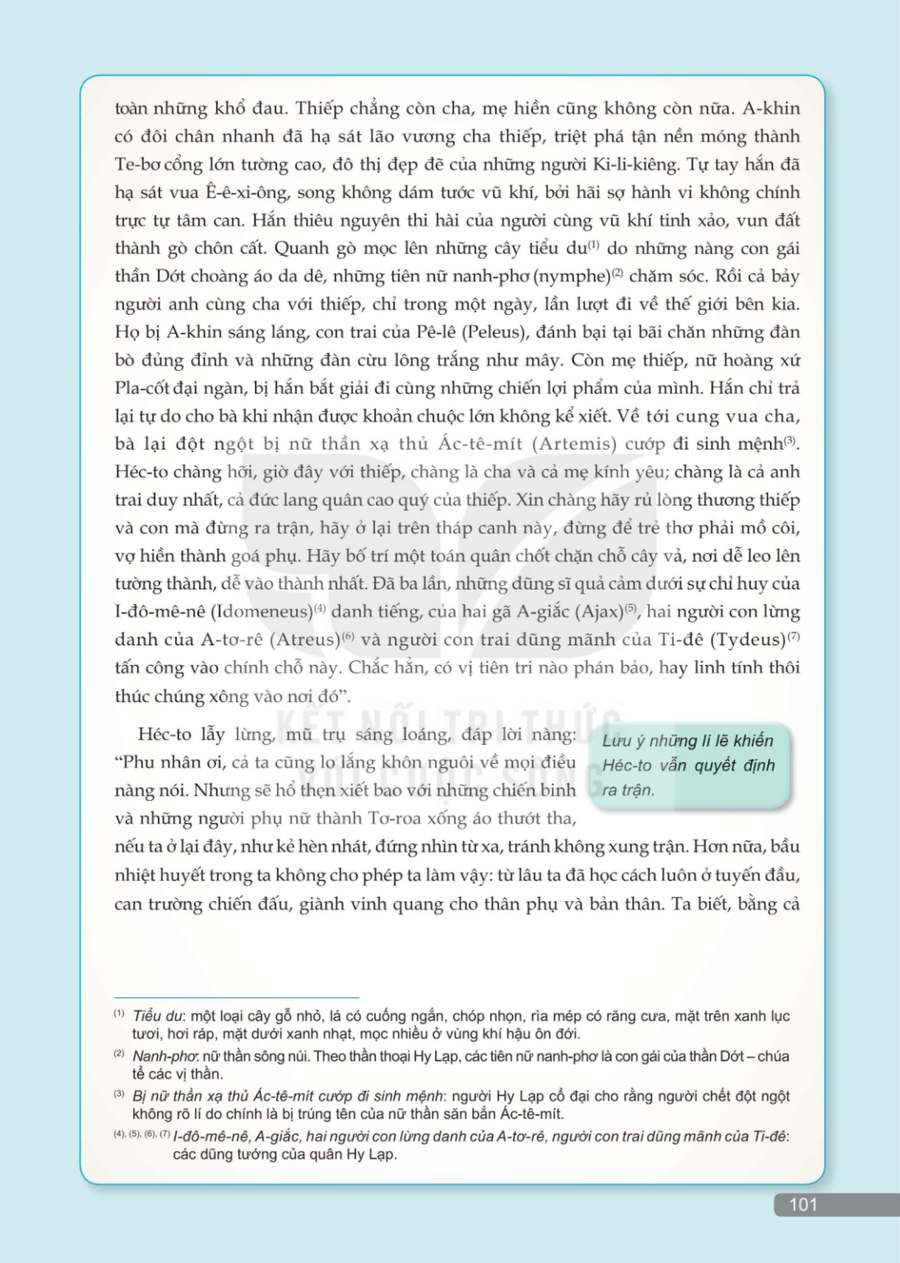 toàn những khổ đau. Thiếp chẳng còn cha, mẹ hiền cũng không còn nữa. A-khin
có đôi chân nhanh đã hạ sát lão vương cha thiếp, triệt phá tận nền móng thành
Te-bơ cổng lớn tường cao, đô thị đẹp đẽ của những người Ki-li-kiêng. Tự tay hắn đã
hạ sát vua Ê-ê-xi-ông, song không dám tước vũ khí, bởi hãi sợ hành vi không chính
trực tự tâm can. Hắn thiêu nguyên thi hài của người cùng vũ khí tinh xảo, vun đất
thành gò chôn cất. Quanh gò mọc lên những cây tiểu du(1) do những nàng con gái
thần Dớt choàng áo da dê, những tiên nữ nanh-phơ (nymphe)(2) chăm sóc. Rồi cả bảy
người anh cùng cha với thiếp, chỉ trong một ngày, lần lượt đi về thế giới bên kia.
Họ bị A-khin sáng láng, con trai của Pê-lê (Peleus), đánh bại tại bãi chăn những đàn
bò đủng đỉnh và những đàn cừu lông trắng như mây. Còn mẹ thiếp, nữ hoàng xứ
Pla-cốt đại ngàn, bị hắn bắt giải đi cùng những chiến lợi phẩm của mình. Hắn chỉ trả
lại tự do cho bà khi nhận được khoản chuộc lớn không kể xiết. Về tới cung vua cha,
bà lại đột ngột bị nữ thần xạ thủ Ác-tê-mít (Artemis) cướp đi sinh mệnh(3).
Héc-to chàng hỡi, giờ đây với thiếp, chàng là cha và cả mẹ kính yêu; chàng là cả anh
trai duy nhất, cả đức lang quân cao quý của thiếp. Xin chàng hãy rủ lòng thương thiếp
và con mà đừng ra trận, hãy ở lại trên tháp canh này, đừng để trẻ thơ phải mồ côi,
vợ hiền thành goá phụ. Hãy bố trí một toán quân chốt chặn chỗ cây vả, nơi dễ leo lên
tường thành, dễ vào thành nhất. Đã ba lần, những dũng sĩ quả cảm dưới sự chỉ huy của
I-đô-mê-nê (Idomeneus)(4) danh tiếng, của hai gã A-giắc (Ajax)(5), hai người con lừng
danh của A-tơ-rê (Atreus)(6) và người con trai dũng mãnh của Ti-đê (Tydeus)(7)
tấn công vào chính chỗ này. Chắc hẳn, có vị tiên tri nào phán bảo, hay linh tính thôi
thúc chúng xông vào nơi đó”.
KẾT NỐI TRI THỨC
VỚI CUỘC SỐNG
Héc-to lẫy lừng, mũ trụ sáng loáng, đáp lời nàng:
“Phu nhân ơi, cả ta cũng lo lắng khôn nguôi về mọi điều
nàng nói. Nhưng sẽ hổ thẹn xiết bao với những chiến binh
và những người phụ nữ thành Tơ-roa xống áo thướt tha,
Lưu ý những lí lẽ khiến
Héc-to vẫn quyết định
ra trận.
nếu ta ở lại đây, như kẻ hèn nhát, đứng nhìn từ xa, tránh không xung trận. Hơn nữa, bầu
nhiệt huyết trong ta không cho phép ta làm vậy: từ lâu ta đã học cách luôn ở tuyến đầu,
can trường chiến đấu, giành vinh quang cho thân phụ và bản thân. Ta biết, bằng cả
(1) Tiểu du: một loại cây gỗ nhỏ, lá có cuống ngắn, chóp nhọn, rìa mép có răng cưa, mặt trên xanh lục
tươi, hơi ráp, mặt dưới xanh nhạt, mọc nhiều ở vùng khí hậu ôn đới.
(2) Nanh-phơ: nữ thần sông núi. Theo thần thoại Hy Lạp, các tiên nữ nanh-phơ là con gái của thần Dớt – chúa
tể các vị thần.
(3) Bị nữ thần xạ thủ Ác-tê-mít cướp đi sinh mệnh: người Hy Lạp cổ đại cho rằng người chết đột ngột
không rõ lí do chính là bị trúng tên của nữ thần săn bắn Ác-tê-mít.
(4), (5), (6), (7) I-đô-mê-nê, A-giắc, hai người con lừng danh của A-tơ-rê, người con trai dũng mãnh của Ti-đê:
các dũng tướng của quân Hy Lạp.
101